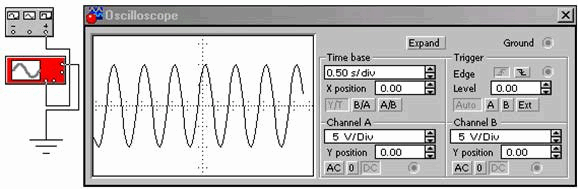 Oscilloscope
Expand Ground
Time base Trigger
0.50 s/div Edge
X position 0.00 Level 0.00
Y/T B/A A/B Auto A B Ext
Channel A Channel B
5 V/Div 5 V/Div
Y position 0.00 Y position 0.00
AC 0 DC AC 0 DC